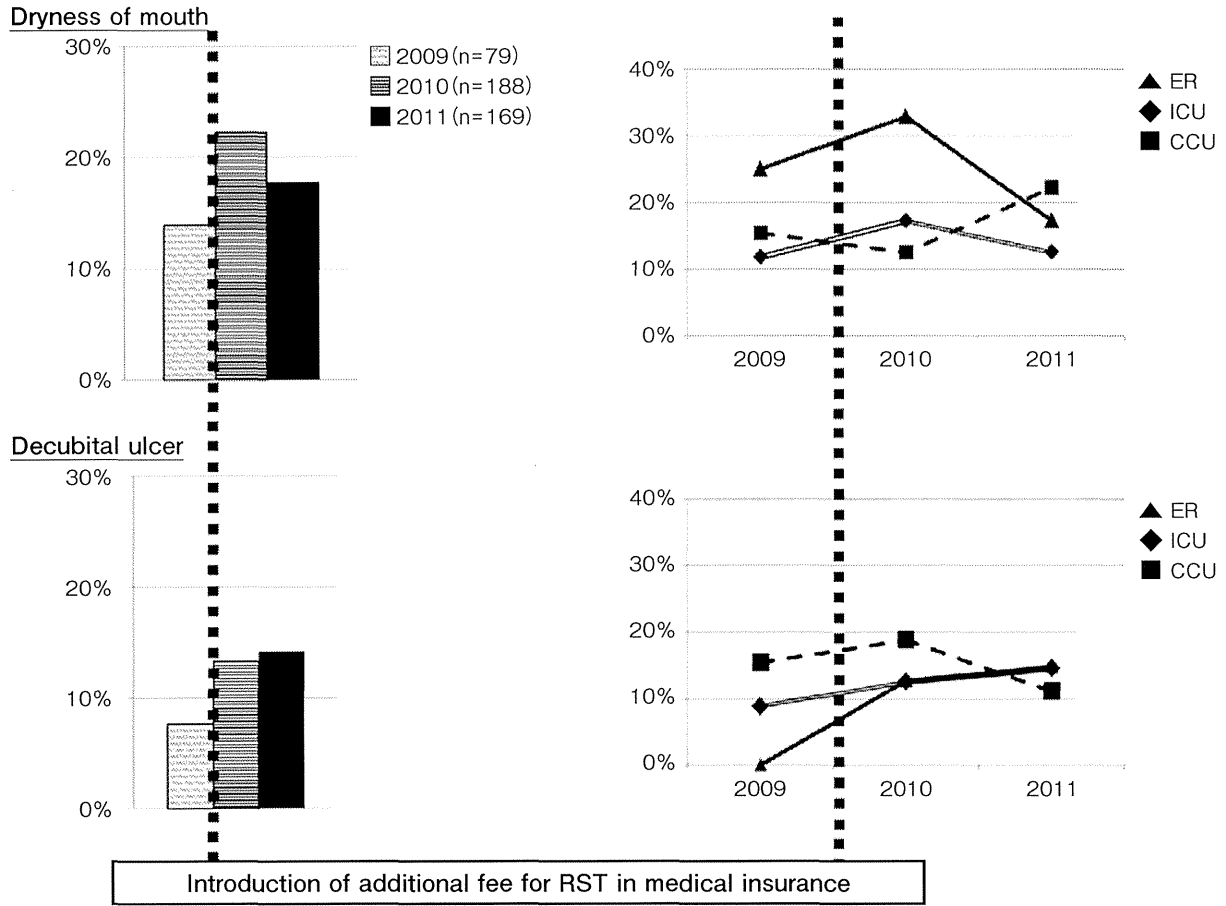 Dryness of mouth
30%
20%
10%
0%
2009(n=79)
2010(n=188)
2011(n=169)
40%
30%
20%
10%
0%
2009
2010
2011
ER
ICU
CCU
Decubital ulcer
30%
20%
10%
0%
40%
30%
20%
10%
0%
2009
2010
2011
ER
ICU
CCU
Introduction of additional fee for RST in medical insurance